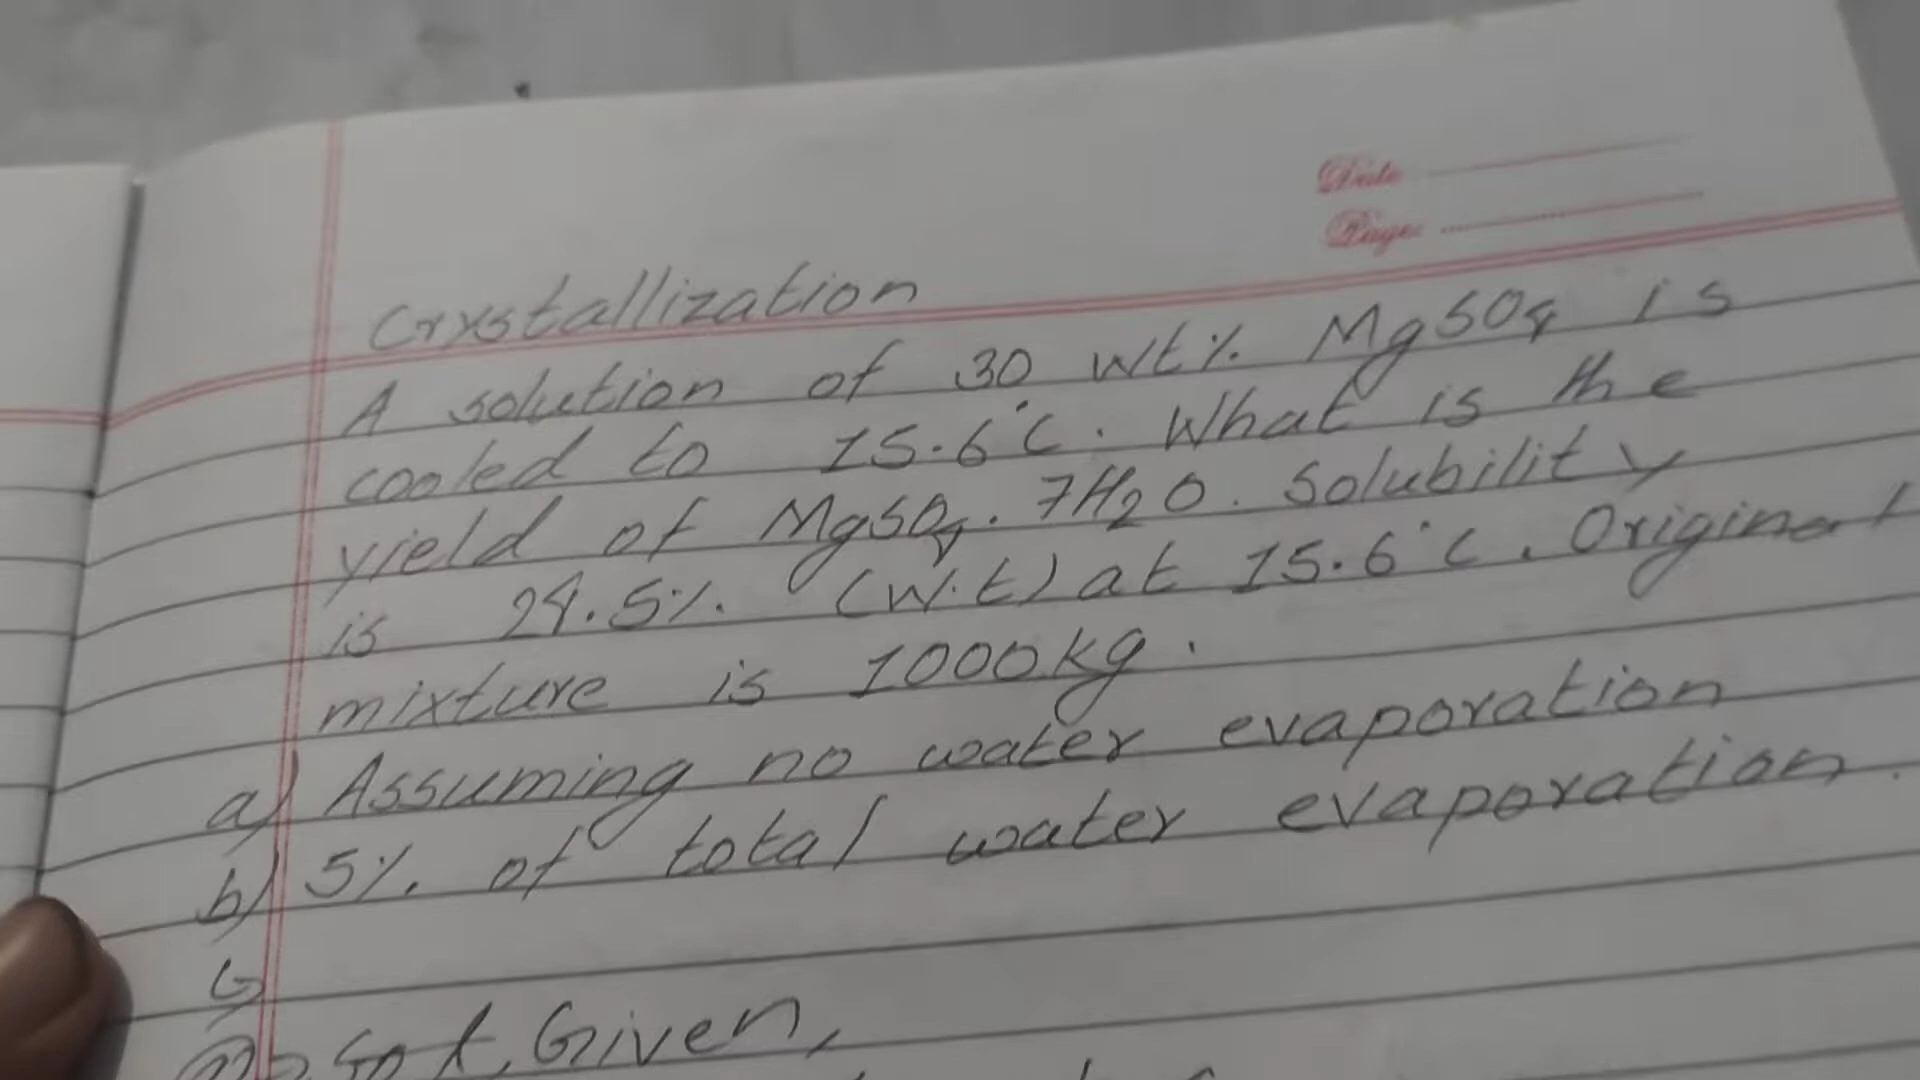 Date
Page:
Crystallization
A solution of 30 wt% MgSO4 is
cooled to 15.6°C. What is the
yield of MgSO4.7H2O. Solubility
is 24.5% (W.t) at 15.6°C. Original
mixture is 1000kg.
a) Assuming no water evaporation
b) 5% of total water evaporation.
Given,